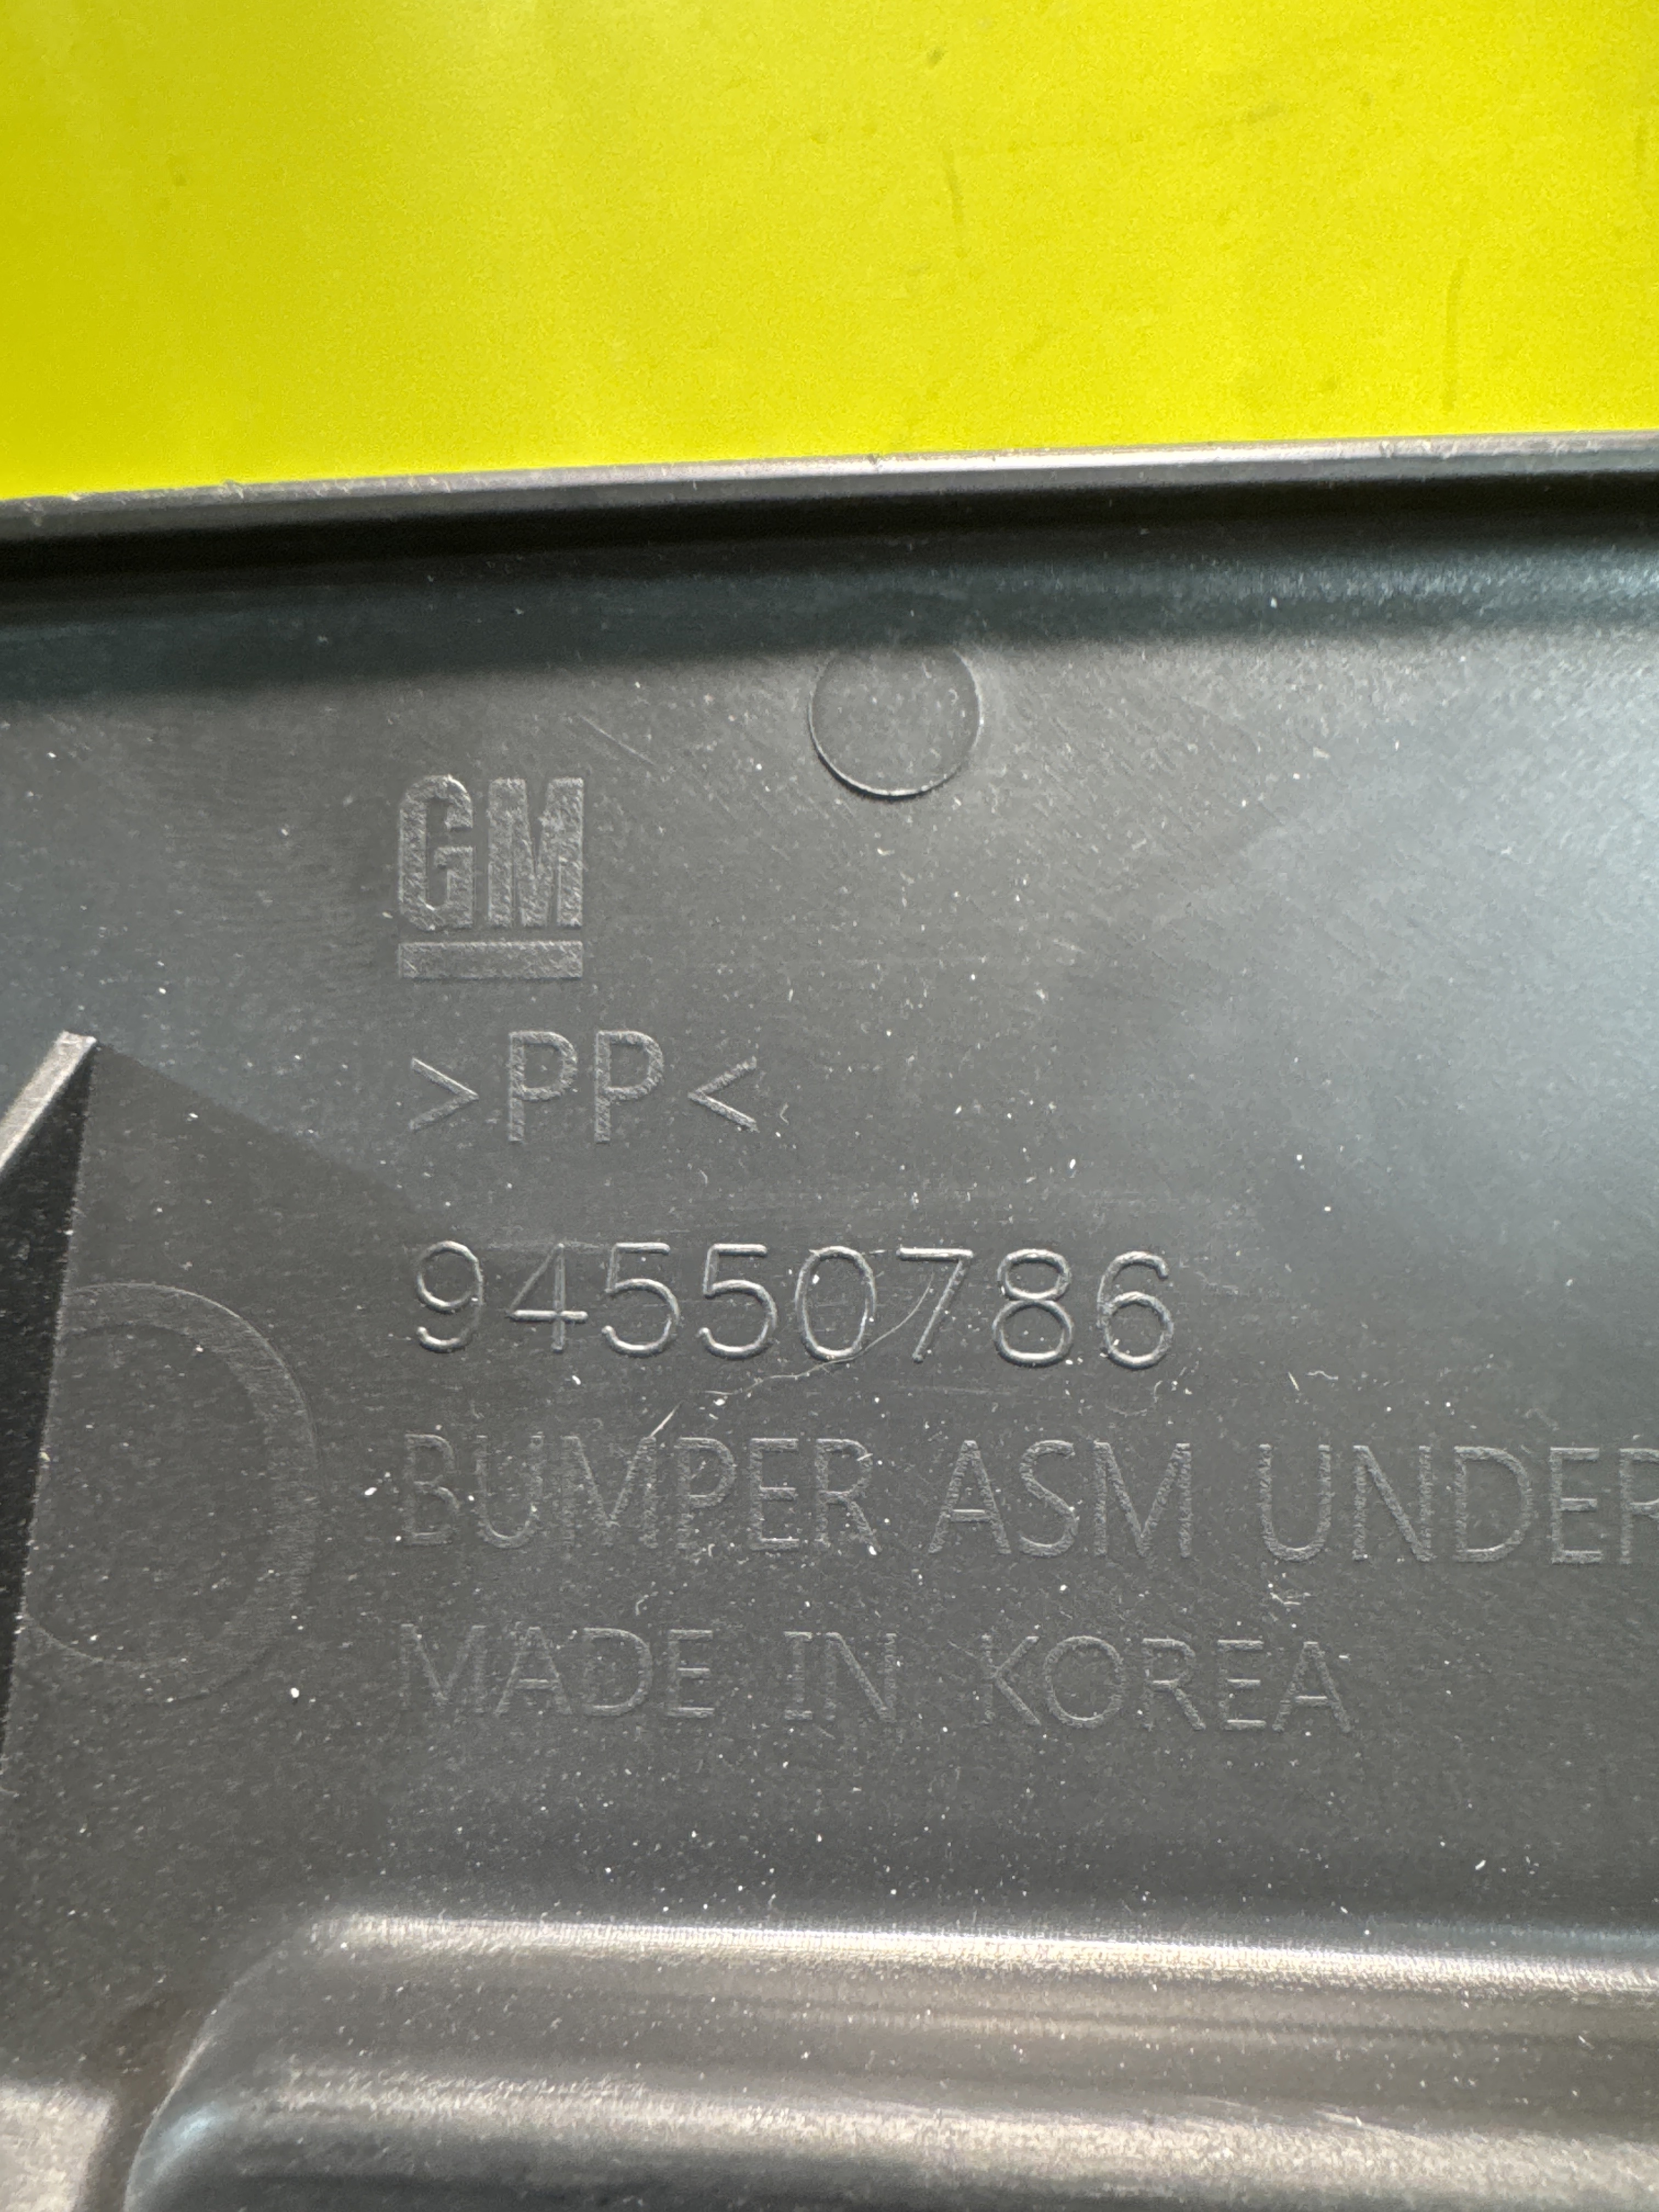 GM
>PP<
94550786
BUMPER ASM UNDER
MADE IN KOREA